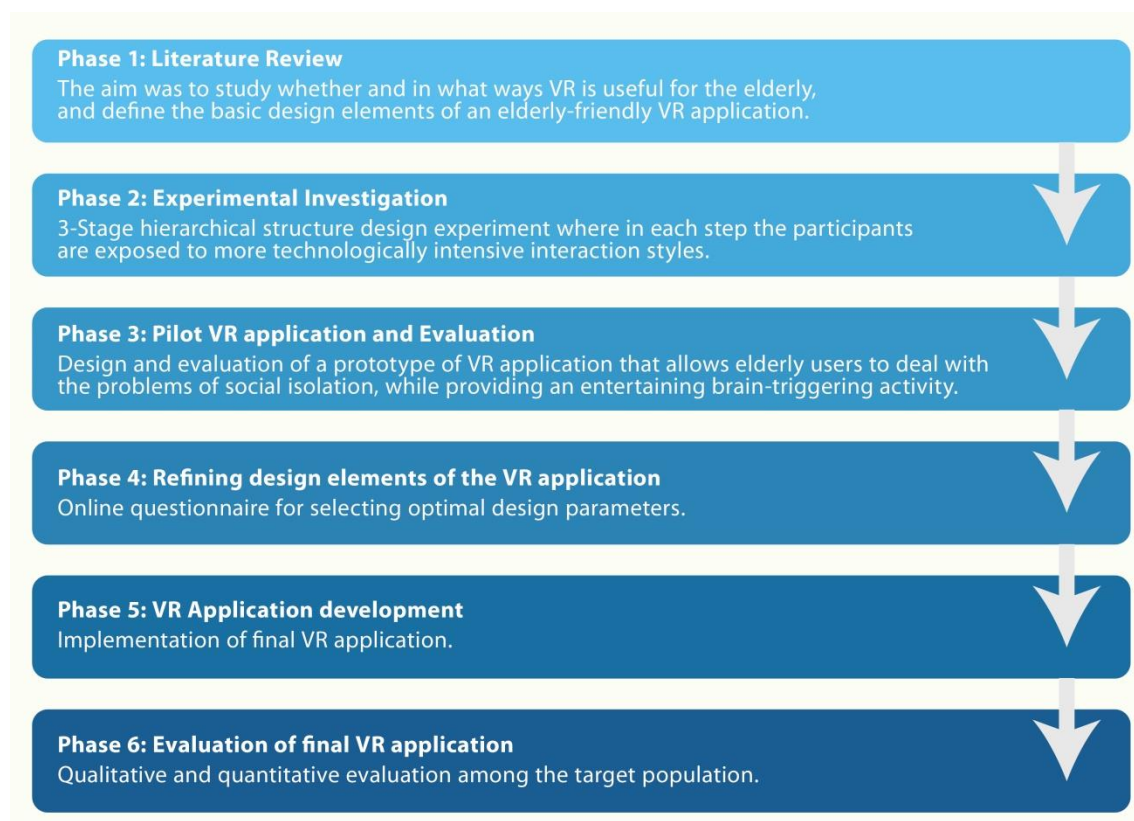 Phase 1: Literature Review
The aim was to study whether and in what ways VR is useful for the elderly,
and define the basic design elements of an elderly-friendly VR application.
Phase 2: Experimental Investigation
3-Stage hierarchical structure design experiment where in each step the participants
are exposed to more technologically intensive interaction styles.
Phase 3: Pilot VR application and Evaluation
Design and evaluation of a prototype of VR application that allows elderly users to deal with
the problems of social isolation, while providing an entertaining brain-triggering activity.
Phase 4: Refining design elements of the VR application
Online questionnaire for selecting optimal design parameters.
Phase 5: VR Application development
Implementation of final VR application.
Phase 6: Evaluation of final VR application
Qualitative and quantitative evaluation among the target population.